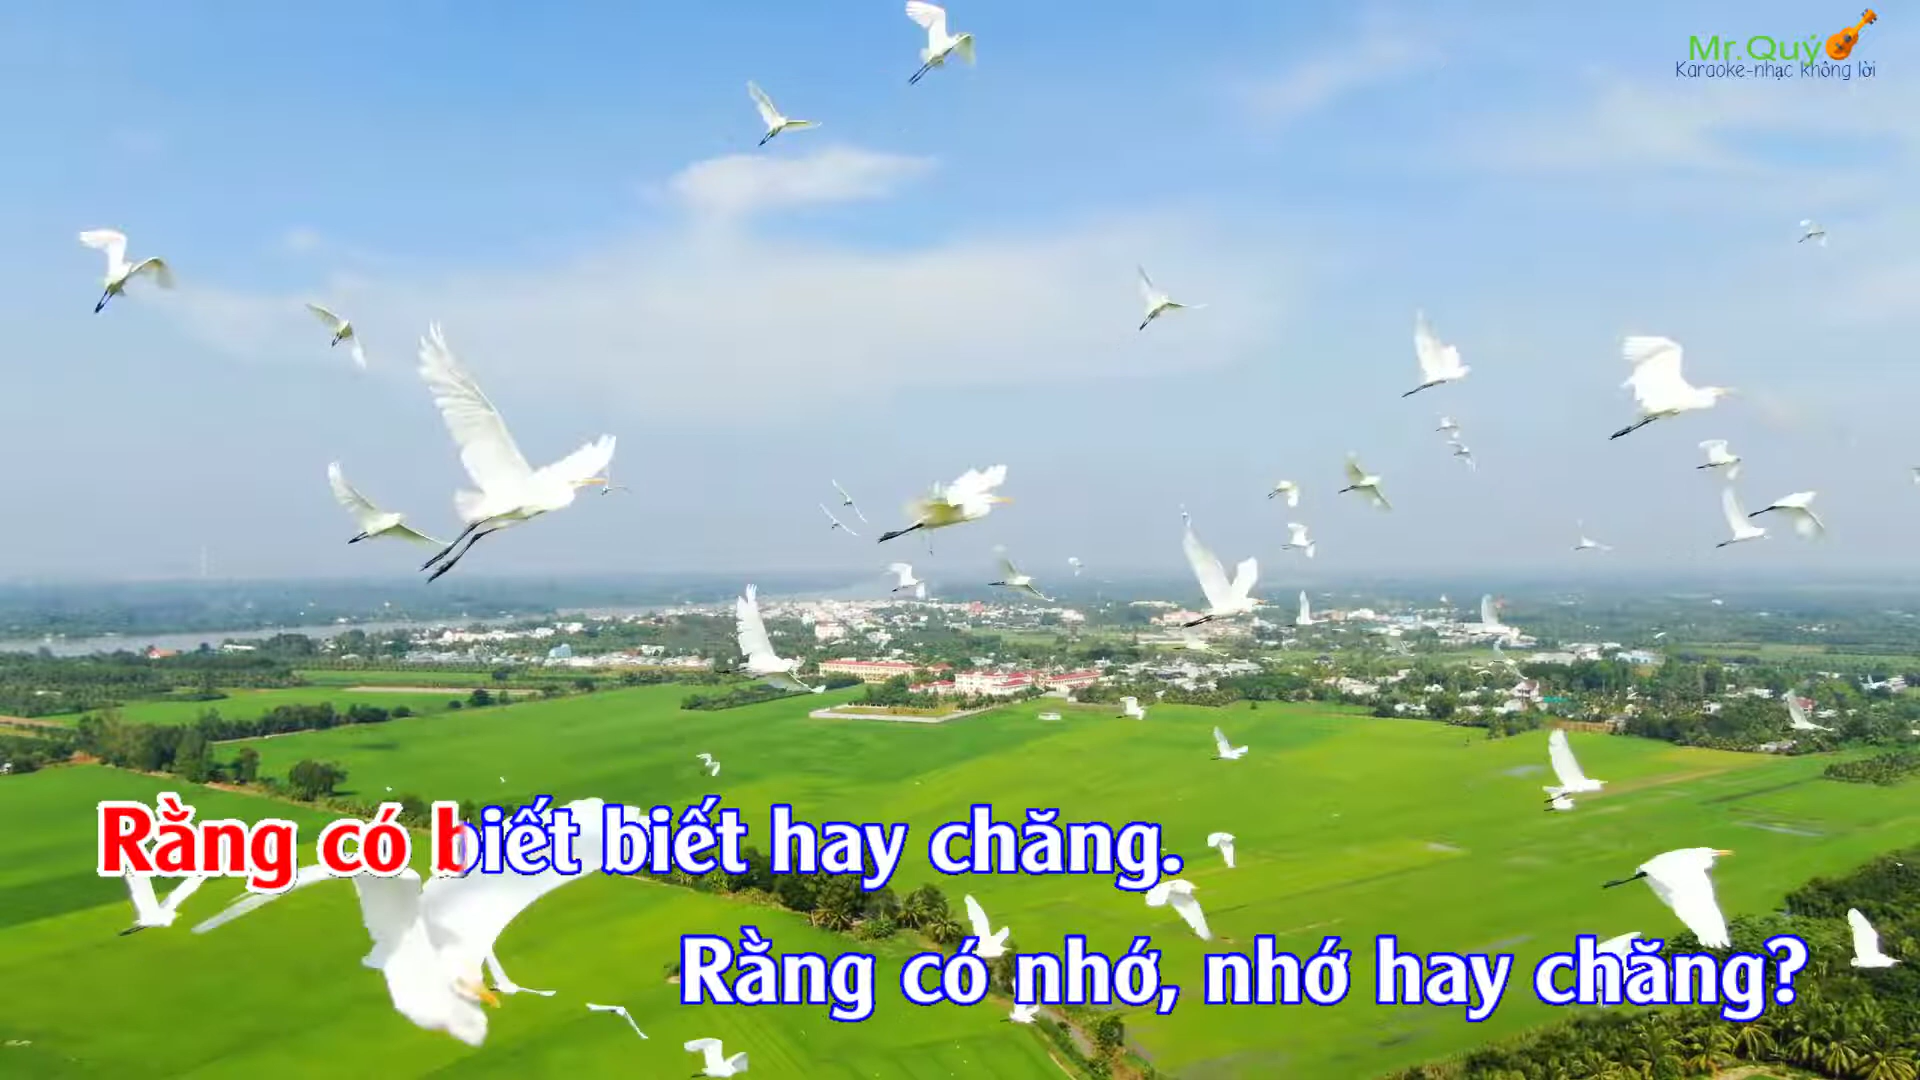 Mr.Quý
Karaoke-nhạc không lời
Rằng có biết biết hay chăng.
Rằng có nhớ, nhớ hay chăng?